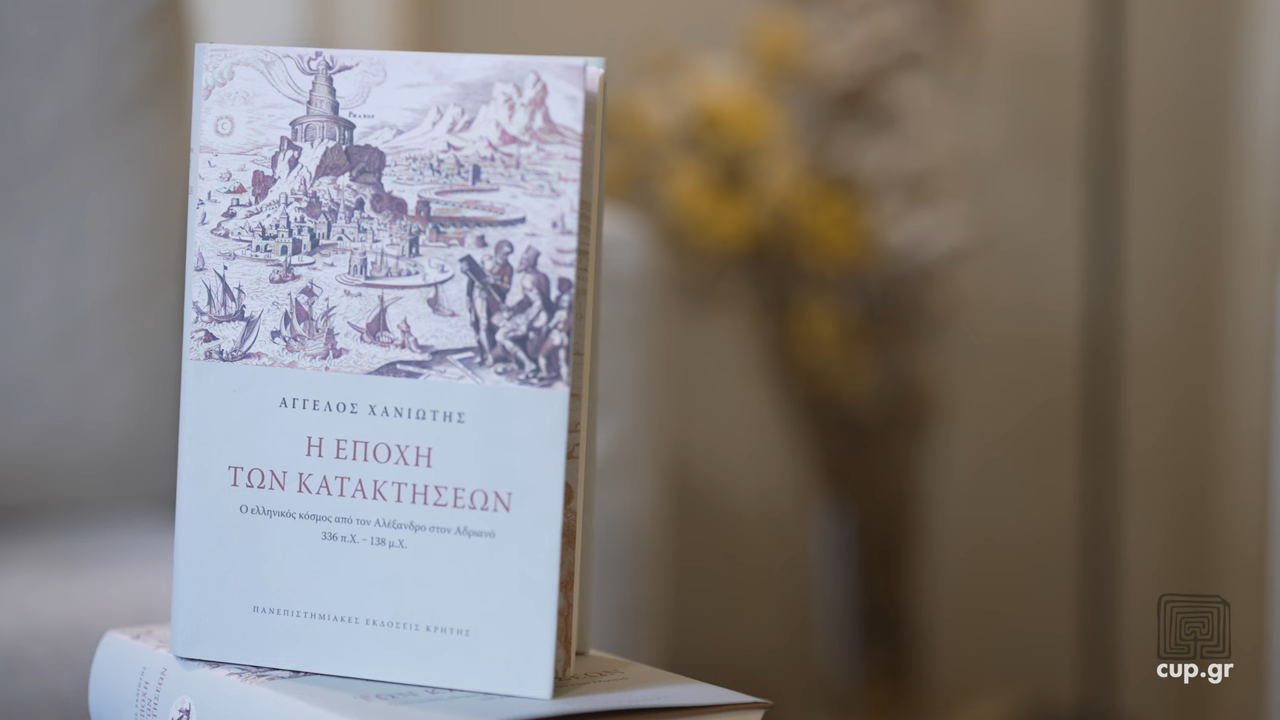 PHAROS
ΑΓΓΕΛΟΣ ΧΑΝΙΩΤΗΣ
Η ΕΠΟΧΗ
ΤΩΝ ΚΑΤΑΚΤΗΣΕΩΝ
Ο ελληνικός κόσμος από τον Αλέξανδρο στον Αδριανό
336 π.Χ. – 138 μ.Χ.
ΠΑΝΕΠΙΣΤΗΜΙΑΚΕΣ ΕΚΔΟΣΕΙΣ ΚΡΗΤΗΣ
cup.gr